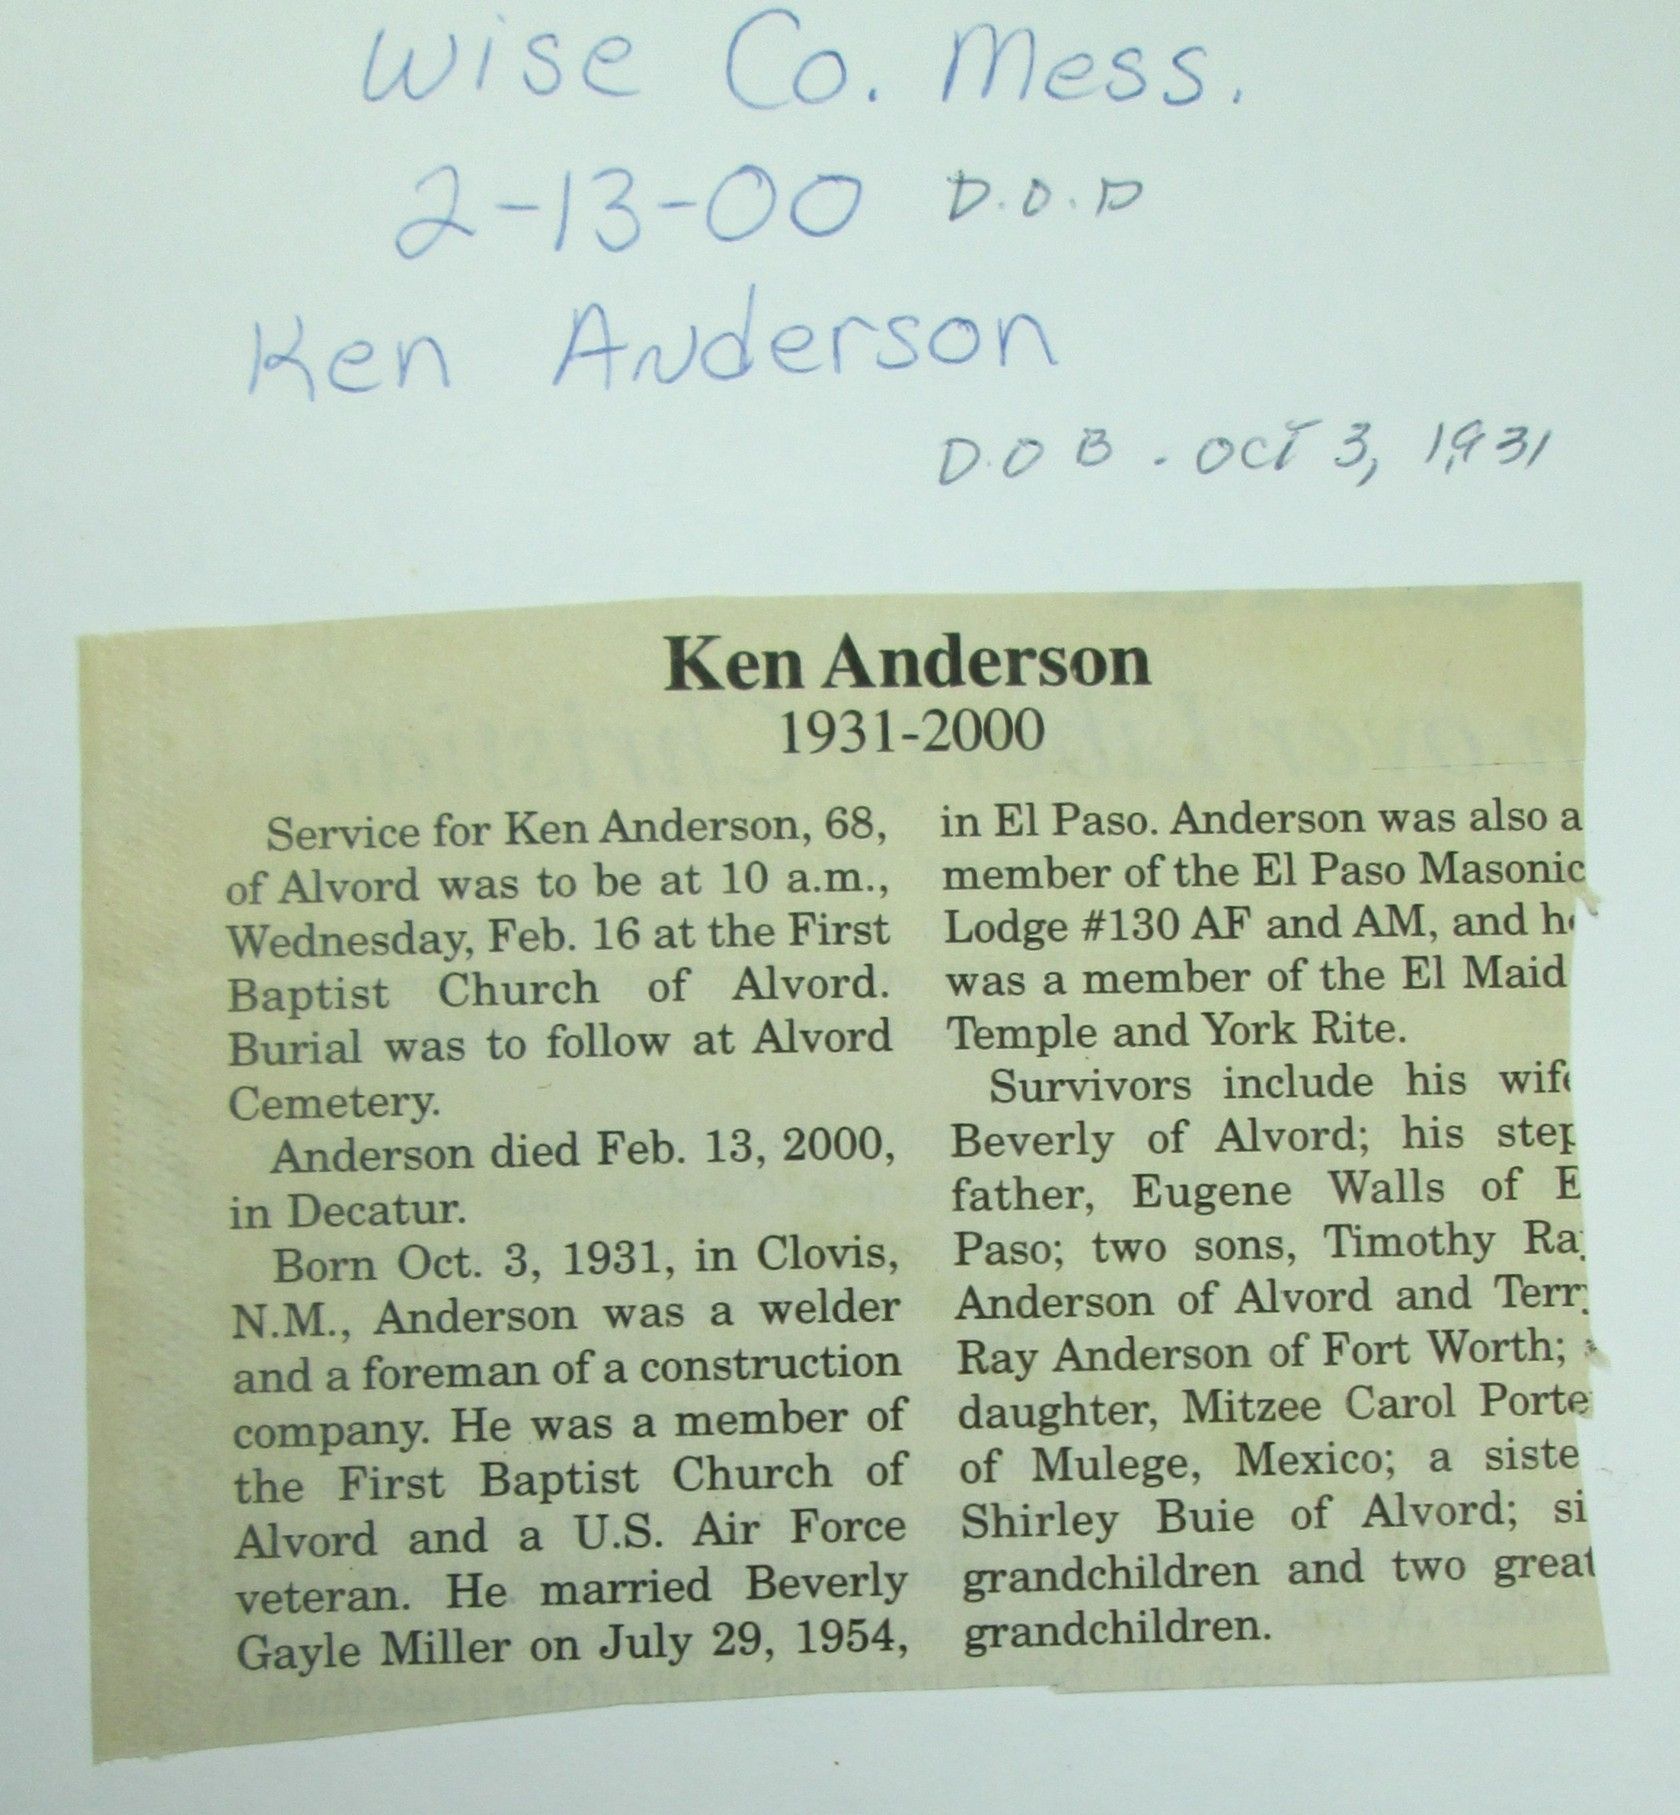 Wise Co. Mess.
2-13-00 D.O.D
Ken Anderson
D.O B. Oct 3, 1931
Ken Anderson
1931-2000
Service for Ken Anderson, 68,
of Alvord was to be at 10 a.m.,
Wednesday, Feb. 16 at the First
Baptist Church of Alvord.
Burial was to follow at Alvord
Cemetery.
Anderson died Feb. 13, 2000,
in Decatur.
Born Oct. 3, 1931, in Clovis,
N.M., Anderson was a welder
and a foreman of a construction
company. He was a member of
the First Baptist Church of
Alvord and a U.S. Air Force
veteran. He married Beverly
Gayle Miller on July 29, 1954,
in El Paso. Anderson was also a
member of the El Paso Masonic
Lodge #130 AF and AM, and h
was a member of the El Maid
Temple and York Rite.
Survivors include his wif
Beverly of Alvord; his step
father, Eugene Walls of E
Paso; two sons, Timothy Ra
Anderson of Alvord and Terr
Ray Anderson of Fort Worth;
daughter, Mitzee Carol Porte
of Mulege, Mexico; a siste
Shirley Buie of Alvord; si
grandchildren and two great
grandchildren.